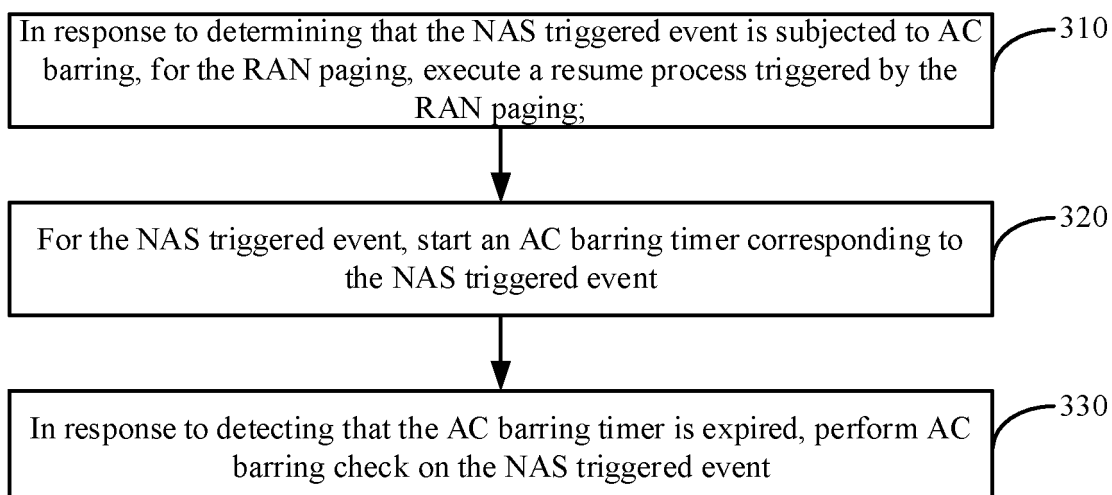 In response to determining that the NAS triggered event is subjected to AC
barring, for the RAN paging, execute a resume process triggered by the
RAN paging;
310
For the NAS triggered event, start an AC barring timer corresponding to
the NAS triggered event
320
In response to detecting that the AC barring timer is expired, perform AC
barring check on the NAS triggered event
330